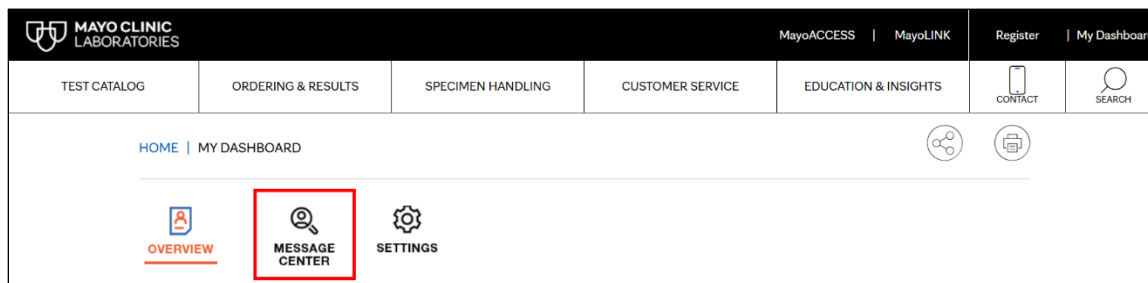 MAYO CLINIC
LABORATORIES
MayoACCESS | MayoLINK Register | My Dashboar
TEST CATALOG ORDERING & RESULTS SPECIMEN HANDLING CUSTOMER SERVICE EDUCATION & INSIGHTS CONTACT SEARCH
HOME | MY DASHBOARD
OVERVIEW
MESSAGE
CENTER
SETTINGS